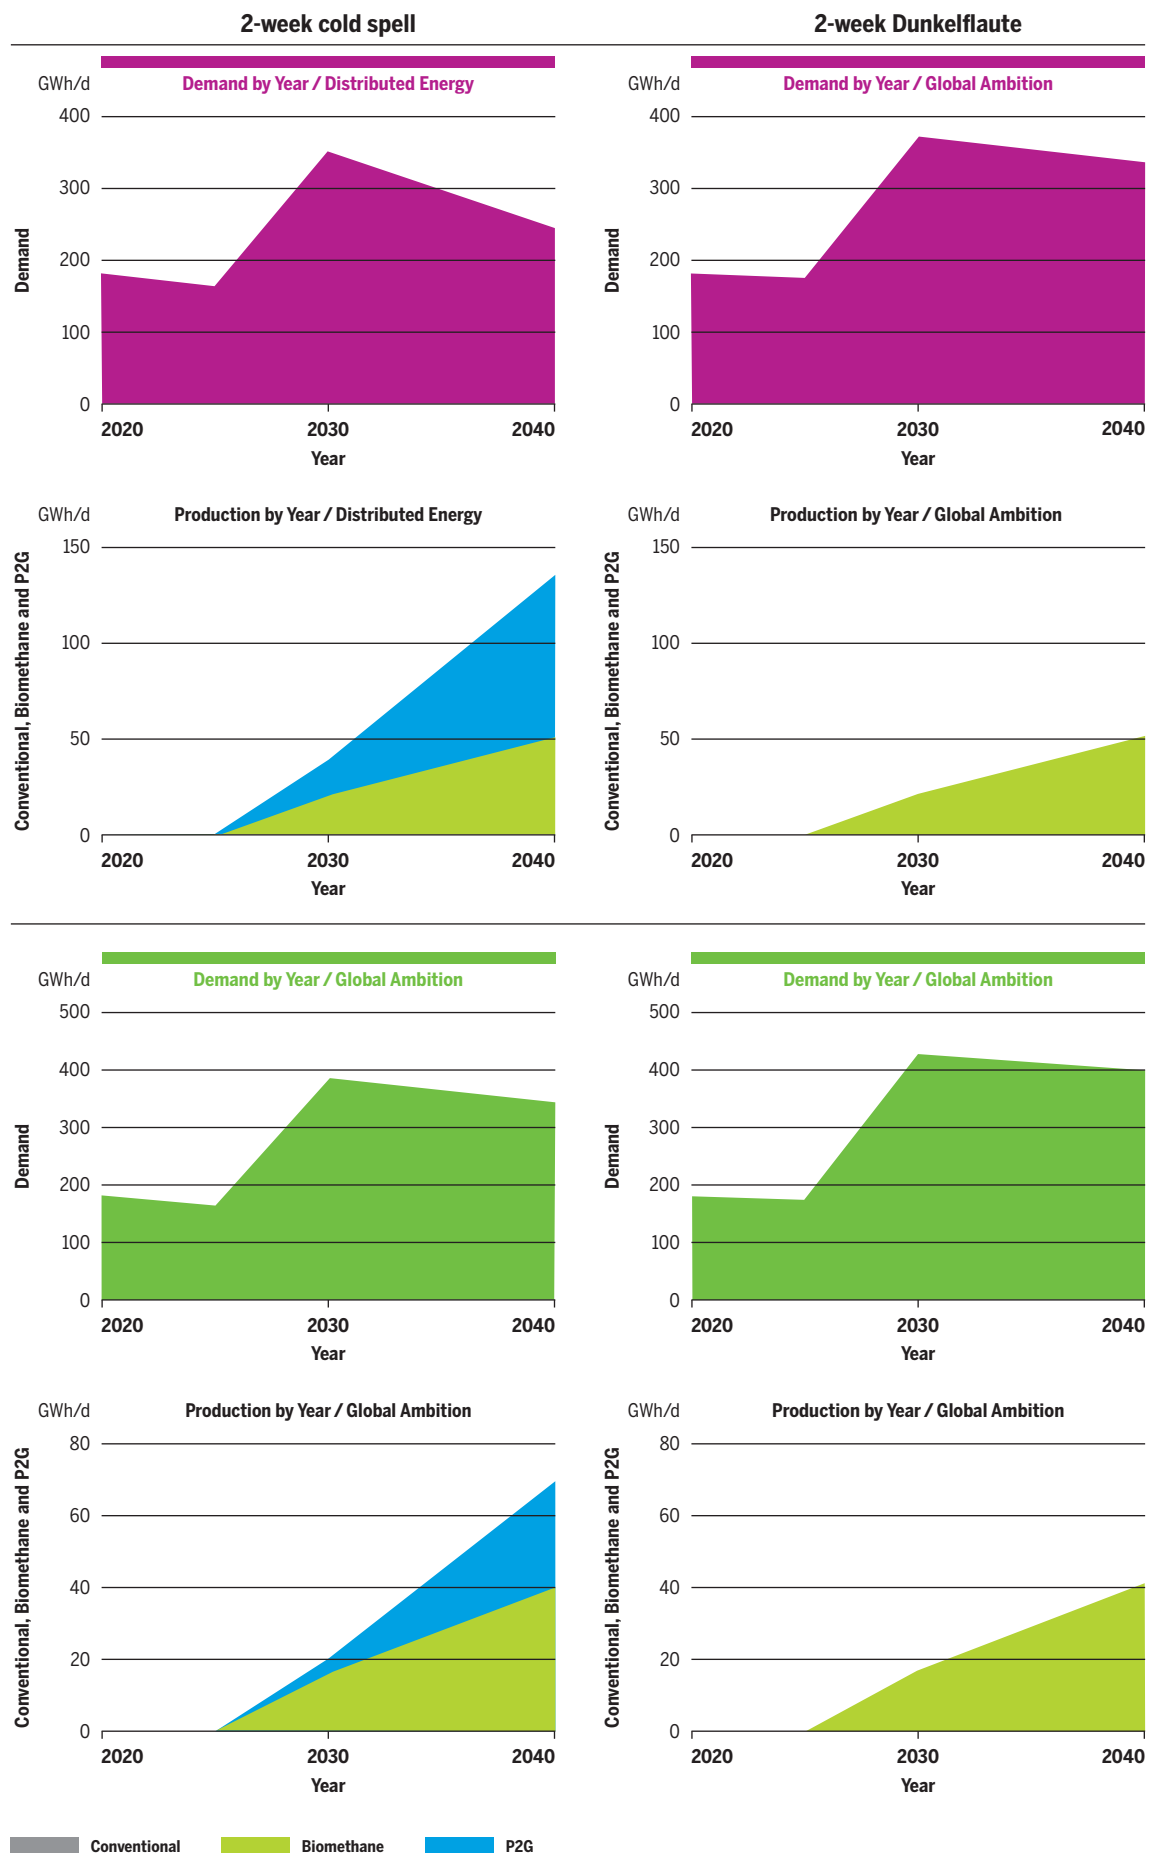 2-week cold spell
2-week Dunkelflaute
GWh/d
Demand by Year / Distributed Energy
400
300
200
100
0
Demand
2020
2030
2040
Year
GWh/d
Demand by Year / Global Ambition
400
300
200
100
0
Demand
2020
2030
2040
Year
GWh/d
Production by Year / Distributed Energy
150
100
50
0
Conventional, Biomethane and P2G
2020
2030
2040
Year
GWh/d
Production by Year / Global Ambition
150
100
50
0
Conventional, Biomethane and P2G
2020
2030
2040
Year
GWh/d
Demand by Year / Global Ambition
500
400
300
200
100
0
Demand
2020
2030
2040
Year
GWh/d
Demand by Year / Global Ambition
500
400
300
200
100
0
Demand
2020
2030
2040
Year
GWh/d
Production by Year / Global Ambition
80
60
40
20
0
Conventional, Biomethane and P2G
2020
2030
2040
Year
GWh/d
Production by Year / Global Ambition
80
60
40
20
0
Conventional, Biomethane and P2G
2020
2030
2040
Year
Conventional
Biomethane
P2G